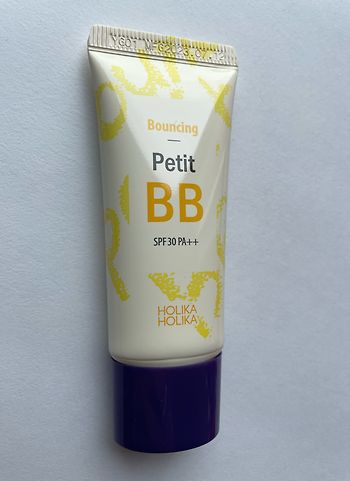 Bouncing
Petit
BB
SPF30 PA++
HOLIKA
HOLIKA